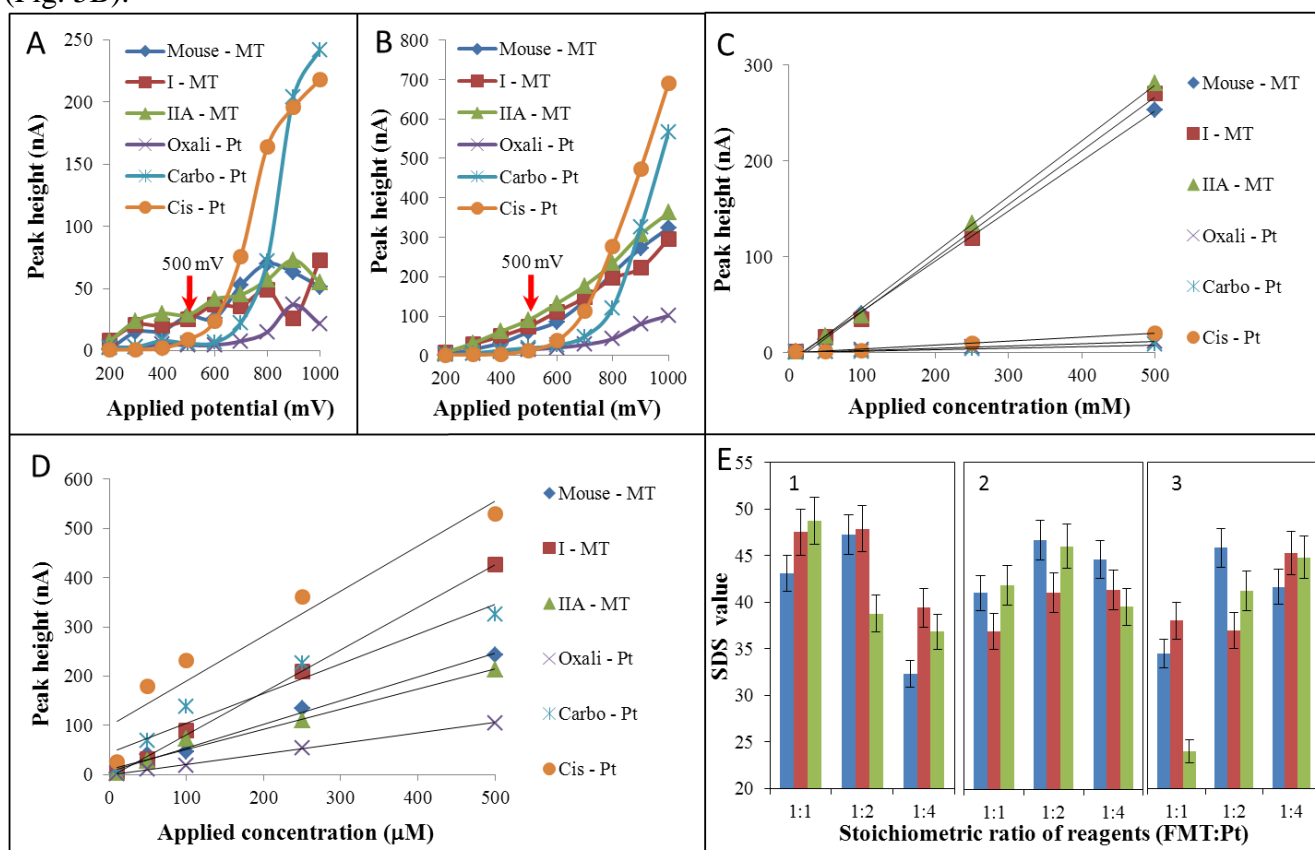 (Fig. 3B).
A
Mouse - MT
I - MT
IIA - MT
Oxali - Pt
Carbo - Pt
Cis - Pt
500 mV
Peak height (nA)
250
200
150
100
50
0
200 400 600 800 1000
Applied potential (mV)
B
Mouse - MT
I - MT
IIA - MT
Oxali - Pt
Carbo - Pt
Cis - Pt
500 mV
Peak height (nA)
800
700
600
500
400
300
200
100
0
200 400 600 800 1000
Applied potential (mV)
C
Mouse - MT
I - MT
IIA - MT
Oxali - Pt
Carbo - Pt
Cis - Pt
Peak height (nA)
300
200
100
0
0 100 200 300 400 500
Applied concentration (mM)
D
Mouse - MT
I - MT
IIA - MT
Oxali - Pt
Carbo - Pt
Cis - Pt
Peak height (nA)
600
500
400
300
200
100
0
0 100 200 300 400 500
Applied concentration (µM)
E
1
2
3
SDS value
55
50
45
40
35
30
25
20
1:1 1:2 1:4 1:1 1:2 1:4 1:1 1:2 1:4
Stoichiometric ratio of reagents (FMT:Pt)